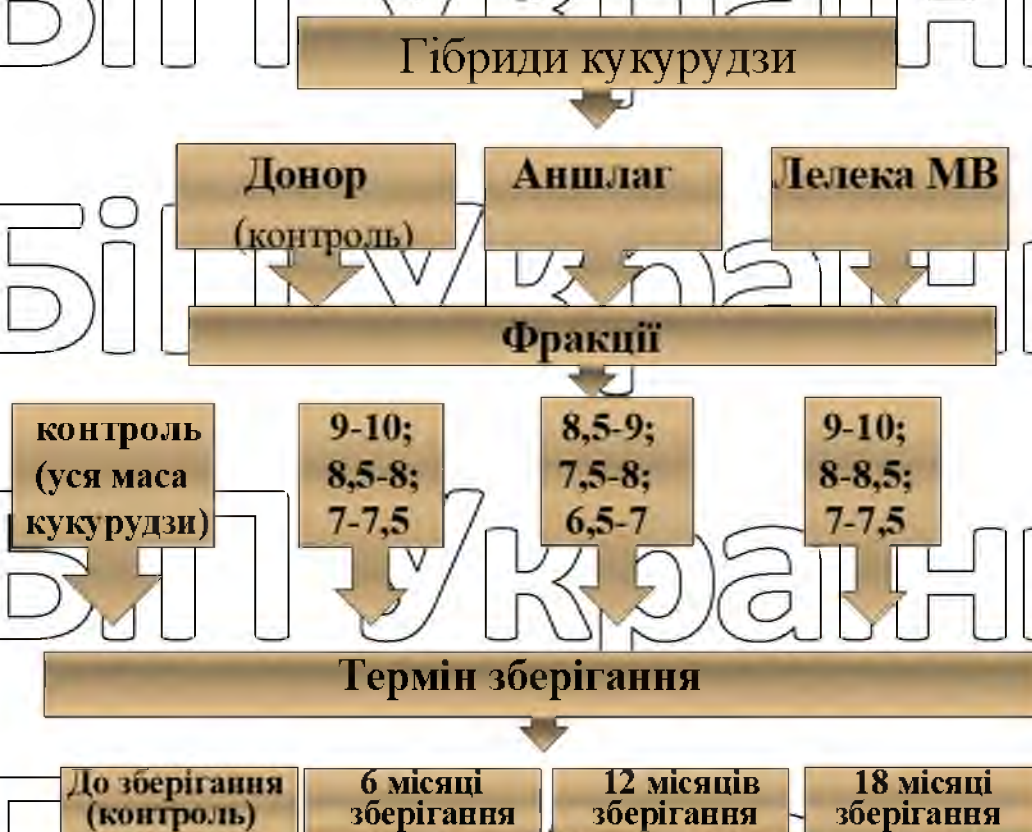 Гібриди кукурудзи
Донор
(контроль)
Аншлаг
Лелека МВ
Фракції
контроль
(уся маса
кукурудзи)
9-10;
8,5-8;
7-7,5
8,5-9;
7,5-8;
6,5-7
9-10;
8-8,5;
7-7,5
Термін зберігання
До зберігання
(контроль)
6 місяці
зберігання
12 місяців
зберігання
18 місяці
зберігання